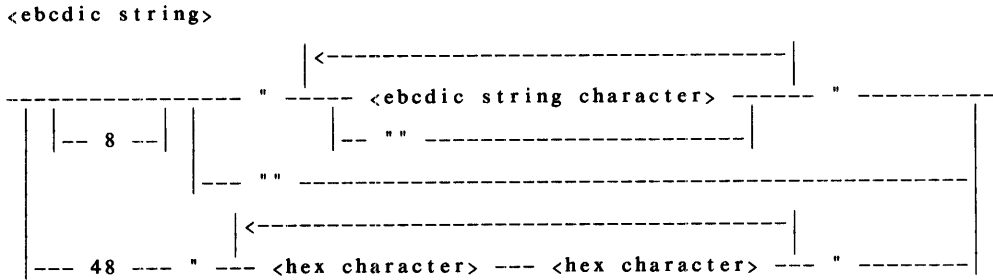 <ebcdic string>
" <ebcdic string character> "
8 ""
""
48 " <hex character> <hex character> "